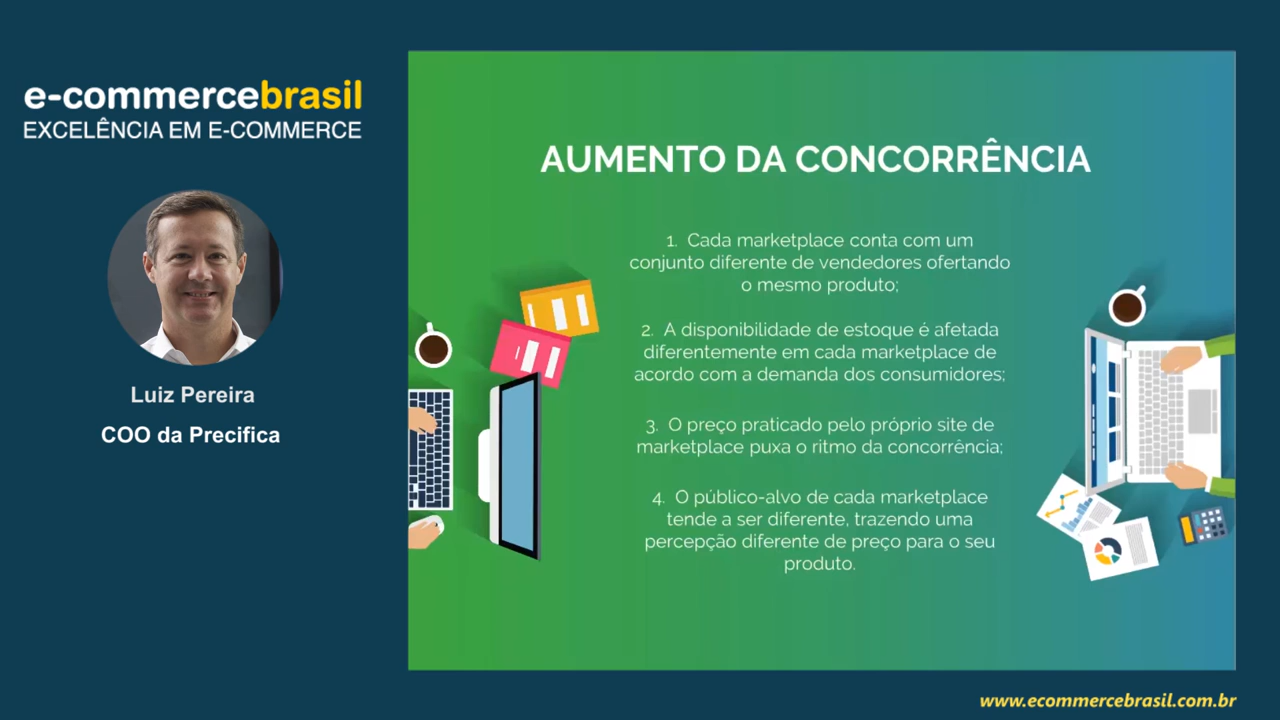 e-commercebrasil
EXCELÊNCIA EM E-COMMERCE
Luiz Pereira
COO da Precifica
AUMENTO DA CONCORRÊNCIA
1. Cada marketplace conta com um
conjunto diferente de vendedores ofertando
o mesmo produto;
2. A disponibilidade de estoque é afetada
diferentemente em cada marketplace de
acordo com a demanda dos consumidores;
3. O preço praticado pelo próprio site de
marketplace puxa o ritmo da concorrência;
4. O público-alvo de cada marketplace
tende a ser diferente, trazendo uma
percepção diferente de preço para o seu
produto.
www.ecommercebrasil.com.br